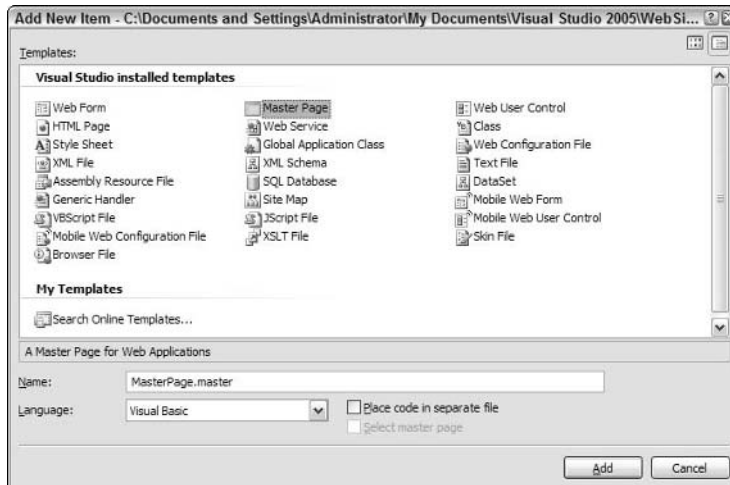 Add New Item - C:\Documents and Settings\Administrator\My Documents\Visual Studio 2005\WebSi...
Templates:
Visual Studio installed templates
Web Form
Master Page
Web User Control
HTML Page
Web Service
Class
Style Sheet
Global Application Class
Web Configuration File
XML File
XML Schema
Text File
Assembly Resource File
SQL Database
DataSet
Generic Handler
Site Map
Mobile Web Form
VBScript File
JScript File
Mobile Web User Control
Mobile Web Configuration File
XSLT File
Skin File
Browser File
My Templates
Search Online Templates...
A Master Page for Web Applications
Name:
MasterPage.master
Language:
Visual Basic
Place code in separate file
Select master page
Add
Cancel